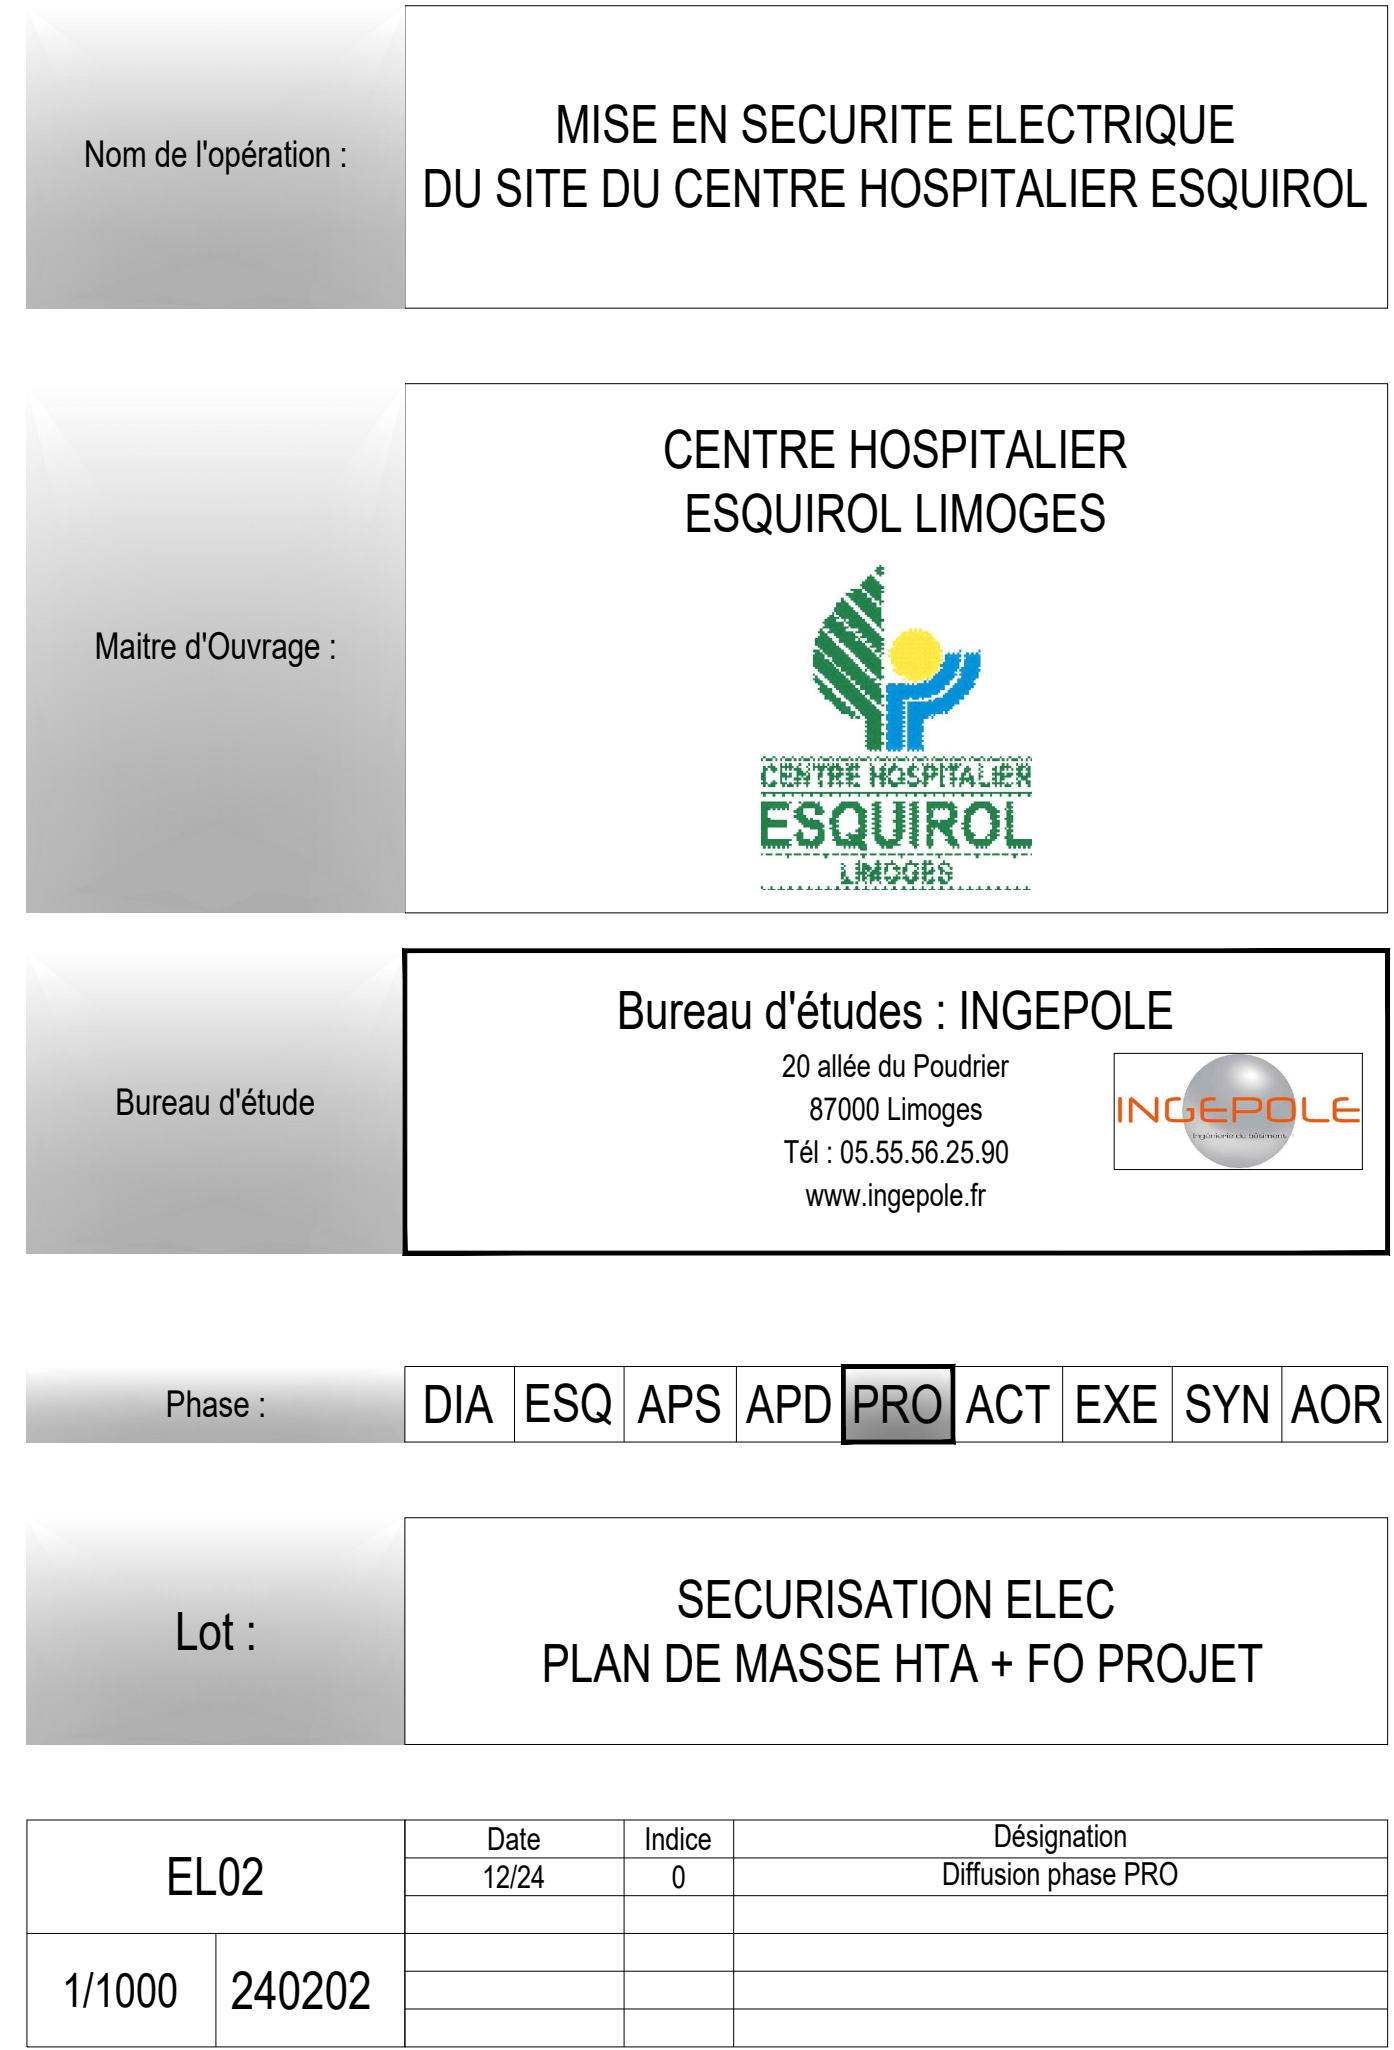 Nom de l'opération :
MISE EN SECURITE ELECTRIQUE
DU SITE DU CENTRE HOSPITALIER ESQUIROL
Maitre d'Ouvrage :
CENTRE HOSPITALIER
ESQUIROL LIMOGES
CENTRE HOSPITALIER
ESQUIROL
LIMOGES
Bureau d'étude
Bureau d'études : INGEPOLE
20 allée du Poudrier
87000 Limoges
Tél : 05.55.56.25.90
www.ingepole.fr
INGEPOLE
Ingénierie du bâtiment
Phase :
DIA ESQ APS APD PRO ACT EXE SYN AOR
Lot :
SECURISATION ELEC
PLAN DE MASSE HTA + FO PROJET
EL02
1/1000 240202
Date Indice Désignation
12/24 0 Diffusion phase PRO